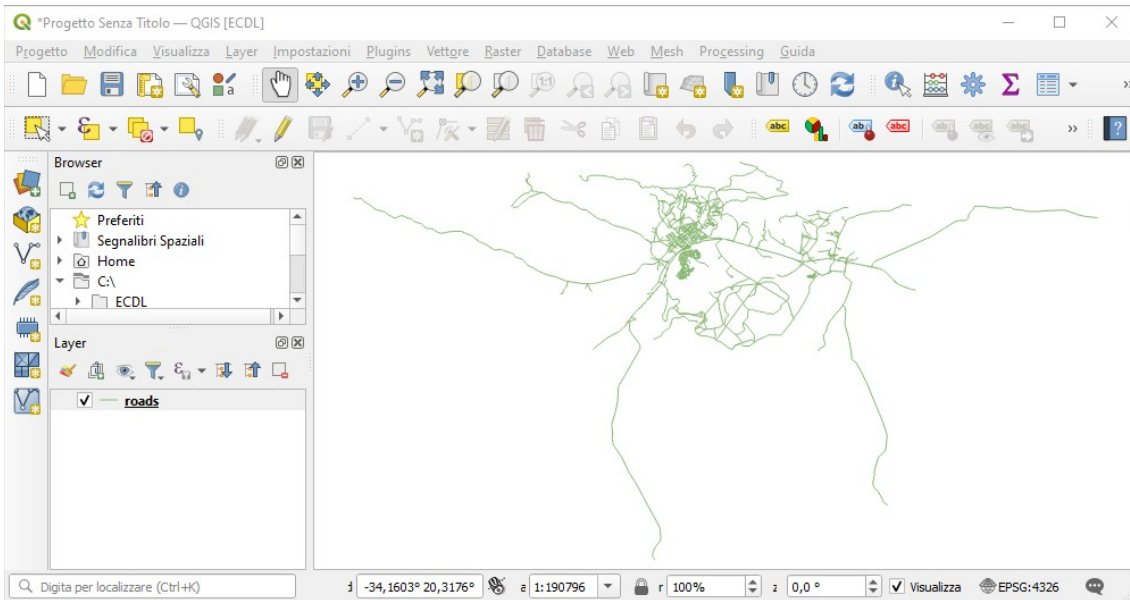 *Progetto Senza Titolo — QGIS [ECDL]
Progetto Modifica Visualizza Layer Impostazioni Plugins Vettore Raster Database Web Mesh Processing Guida
Browser
Preferiti
Segnalibri Spaziali
Home
C:\
ECDL
Layer
roads
Digita per localizzare (Ctrl+K) -34,1603° 20,3176° a 1:190796 r 100% z 0,0 ° Visualizza EPSG:4326